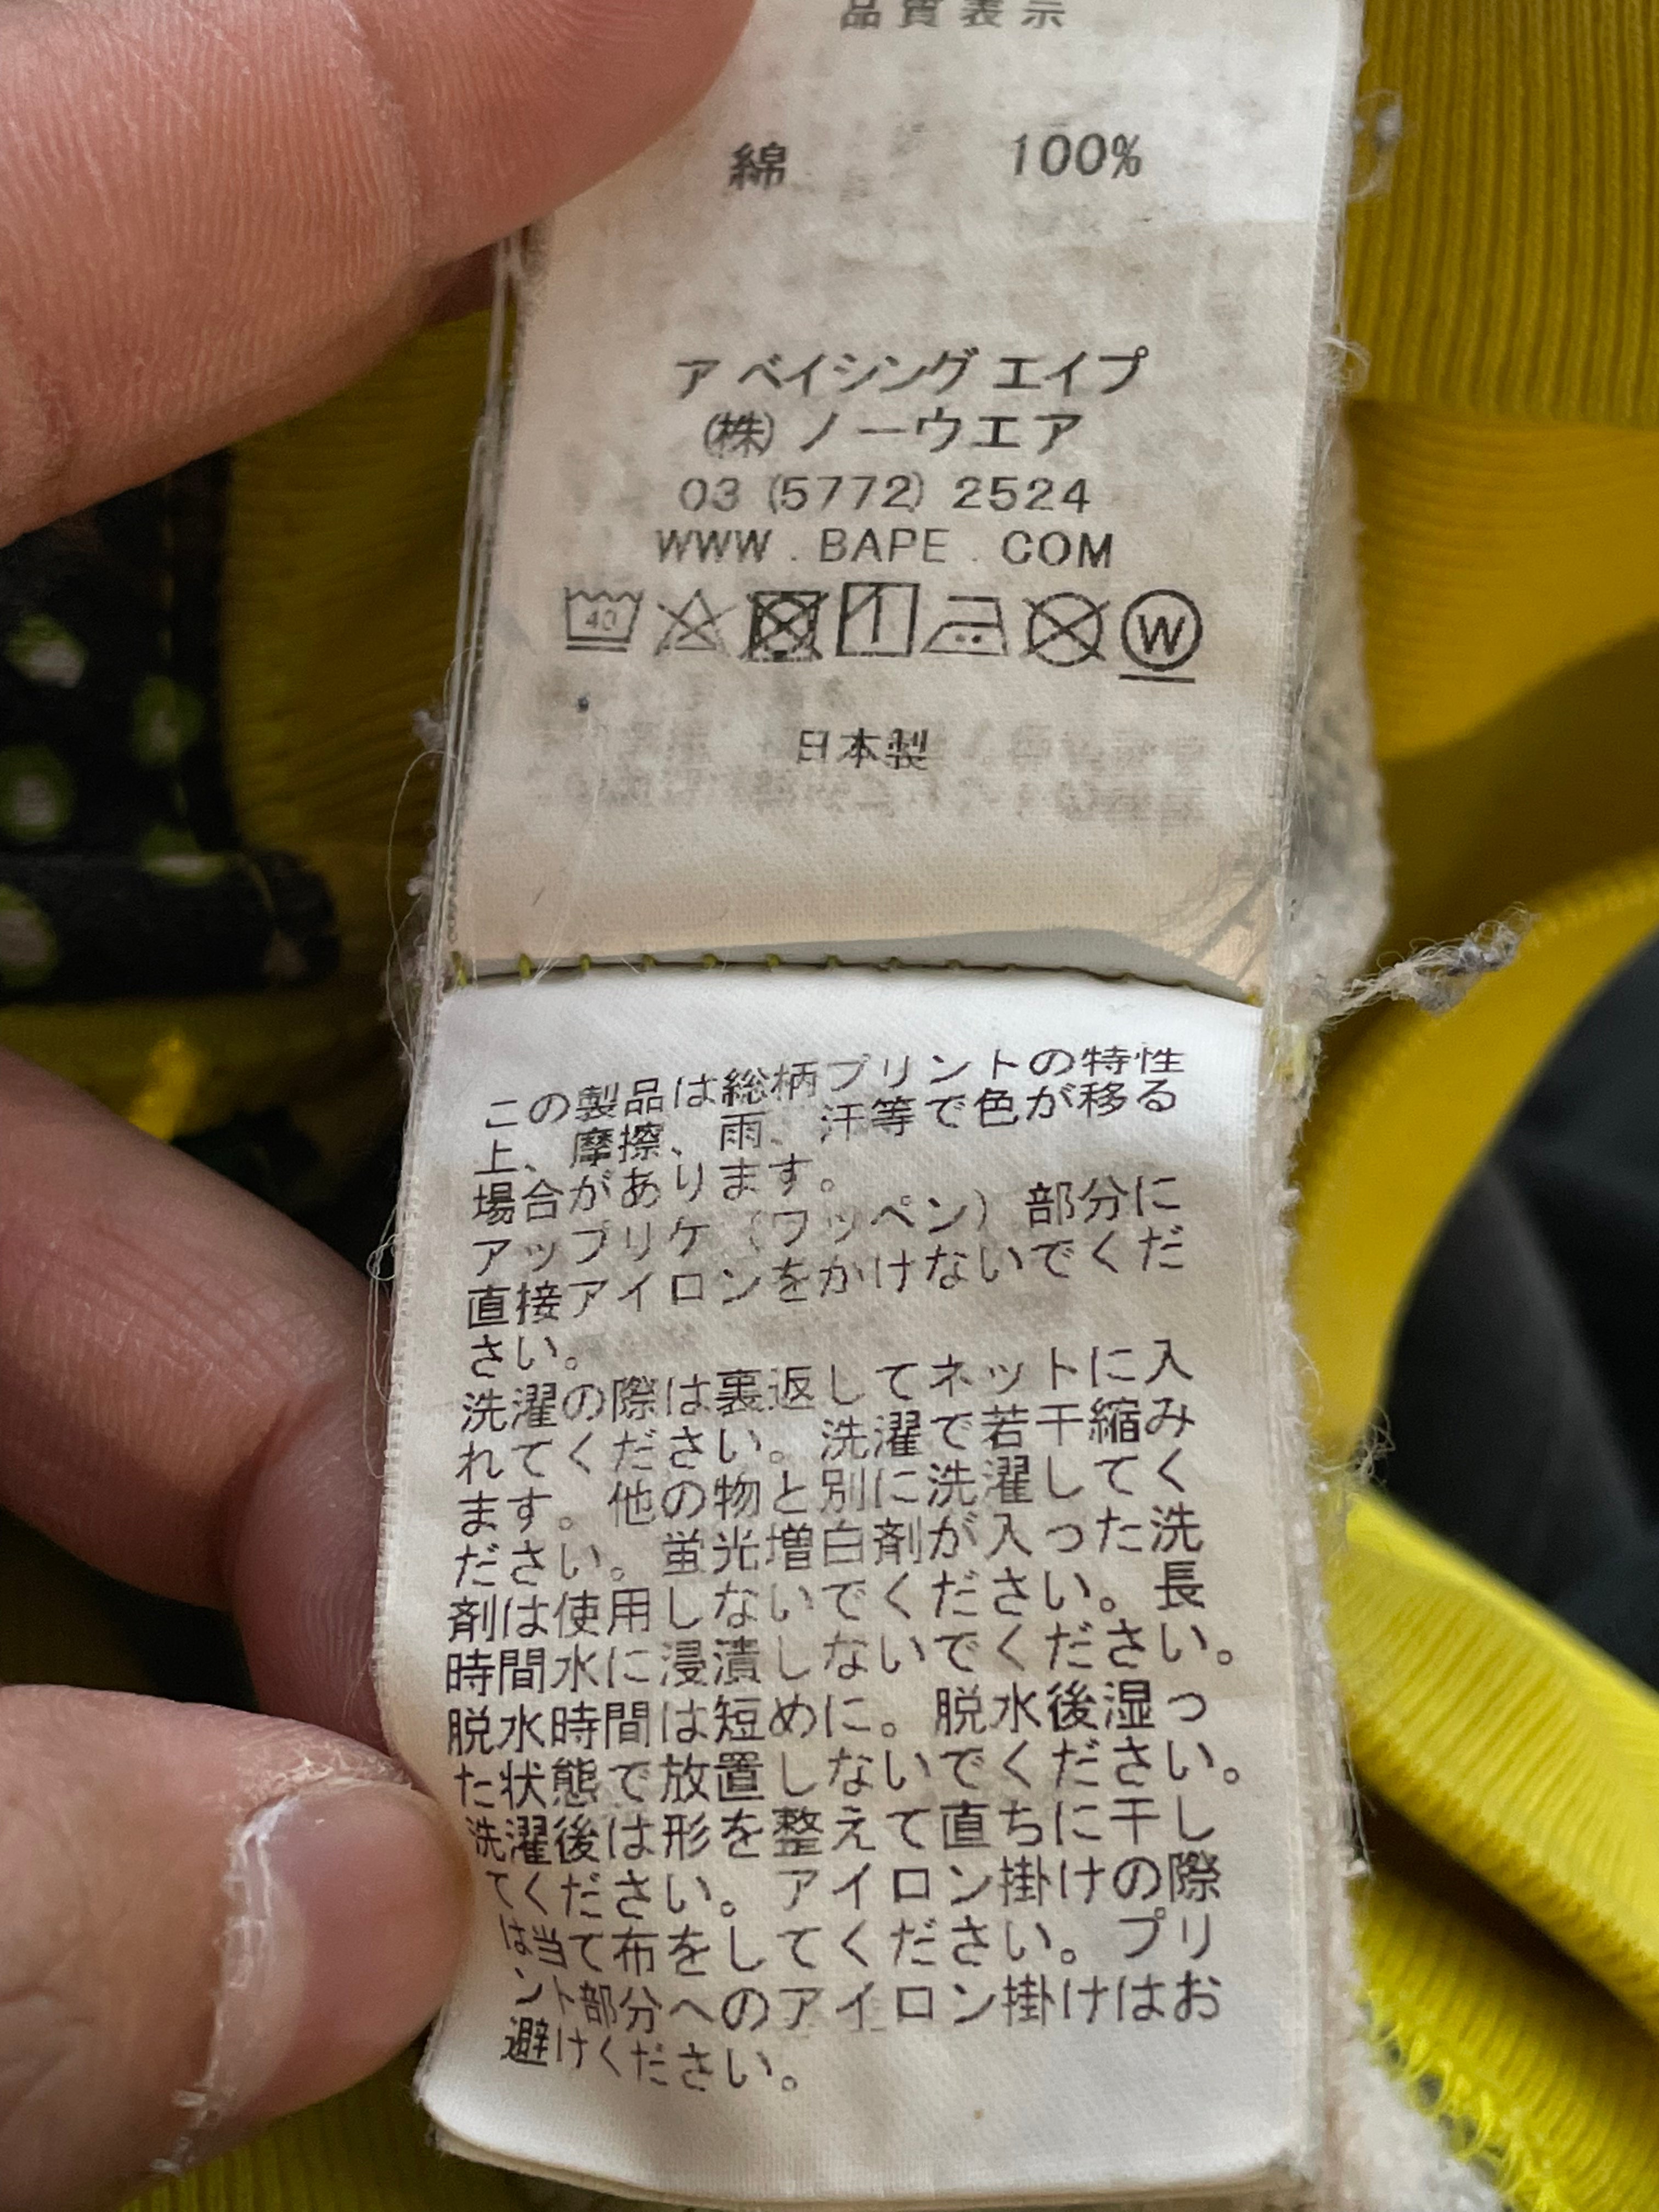 品質表示
綿 100%
ア ベイシング エイプ
(株) ノーウエア
03 (5772) 2524
WWW . BAPE . COM
40
W
日本製
この製品は総柄プリントの特性
上、摩擦、雨、汗等で色が移る
場合があります。
アップリケ（ワッペン）部分に
直接アイロンをかけないでくだ
さい。
洗濯の際は裏返してネットに入
れてください。洗濯で若干縮み
ます。他の物と別に洗濯してく
ださい。蛍光増白剤が入った洗
剤は使用しないでください。長
時間水に浸漬しないでください。
脱水時間は短めに。脱水後湿っ
た状態で放置しないでください。
洗濯後は形を整えて直ちに干し
てください。アイロン掛けの際
は当て布をしてください。プリ
ント部分へのアイロン掛けはお
避けください。